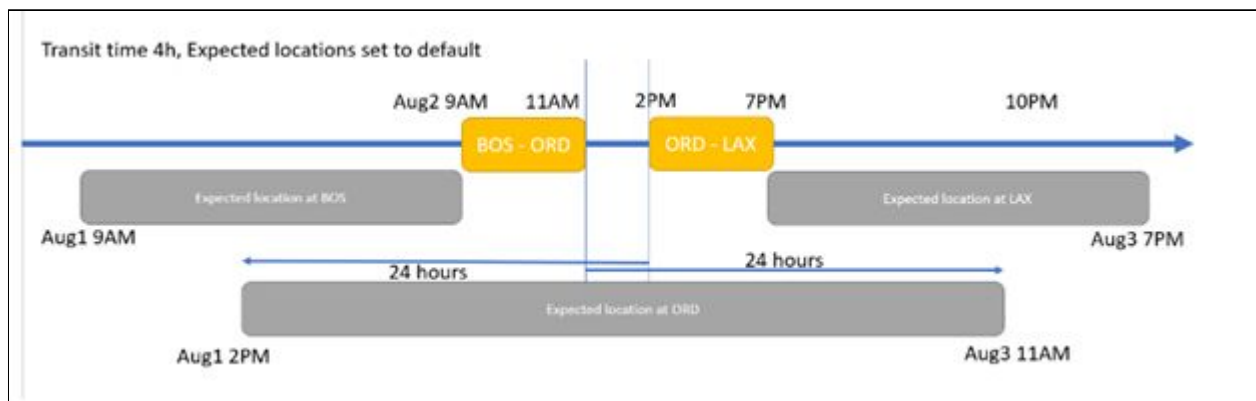 Transit time 4h, Expected locations set to default
Aug2 9AM 11AM 2PM 7PM 10PM
BOS - ORD ORD - LAX
Expected location at BOS Expected location at LAX
Aug1 9AM Aug3 7PM
24 hours 24 hours
Expected location at ORD
Aug1 2PM Aug3 11AM